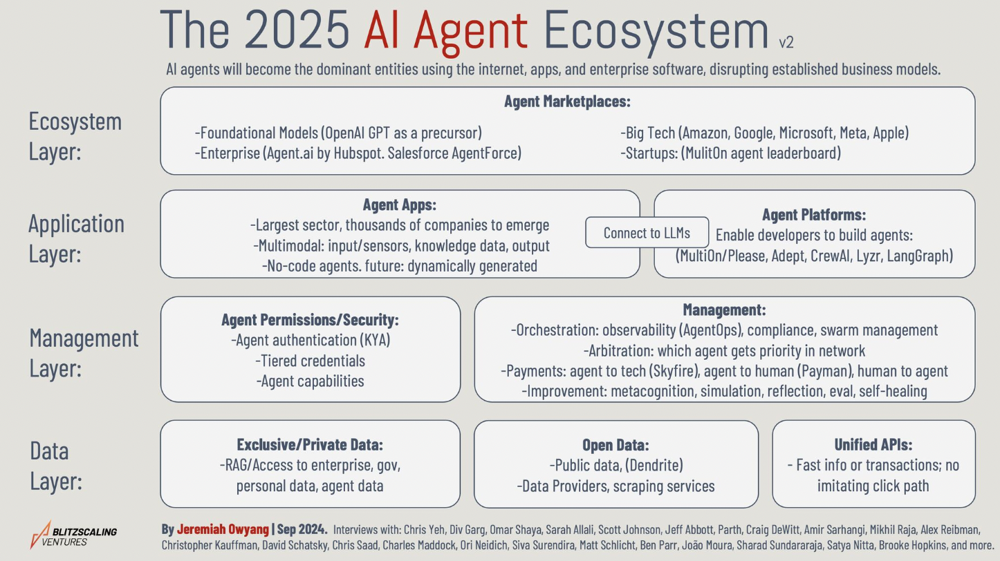 The 2025 AI Agent Ecosystem v2
AI agents will become the dominant entities using the internet, apps, and enterprise software, disrupting established business models.
Ecosystem
Layer:
Agent Marketplaces:
-Foundational Models (OpenAI GPT as a precursor)
-Enterprise (Agent.ai by Hubspot. Salesforce AgentForce)
-Big Tech (Amazon, Google, Microsoft, Meta, Apple)
-Startups: (MulitOn agent leaderboard)
Application
Layer:
Agent Apps:
-Largest sector, thousands of companies to emerge
-Multimodal: input/sensors, knowledge data, output
-No-code agents. future: dynamically generated
Connect to LLMs
Agent Platforms:
Enable developers to build agents:
(MultiOn/Please, Adept, CrewAI, Lyzr, LangGraph)
Management
Layer:
Agent Permissions/Security:
-Agent authentication (KYA)
-Tiered credentials
-Agent capabilities
Management:
-Orchestration: observability (AgentOps), compliance, swarm management
-Arbitration: which agent gets priority in network
-Payments: agent to tech (Skyfire), agent to human (Payman), human to agent
-Improvement: metacognition, simulation, reflection, eval, self-healing
Data
Layer:
Exclusive/Private Data:
-RAG/Access to enterprise, gov,
personal data, agent data
Open Data:
-Public data, (Dendrite)
-Data Providers, scraping services
Unified APIs:
- Fast info or transactions; no
imitating click path
BLITZSCALING
VENTURES
By Jeremiah Owyang | Sep 2024. Interviews with: Chris Yeh, Div Garg, Omar Shaya, Sarah Allali, Scott Johnson, Jeff Abbott, Parth, Craig DeWitt, Amir Sarhangi, Mikhil Raja, Alex Reibman,
Christopher Kauffman, David Schatsky, Chris Saad, Charles Maddock, Ori Neidich, Siva Surendira, Matt Schlicht, Ben Parr, João Moura, Sharad Sundararaja, Satya Nitta, Brooke Hopkins, and more.